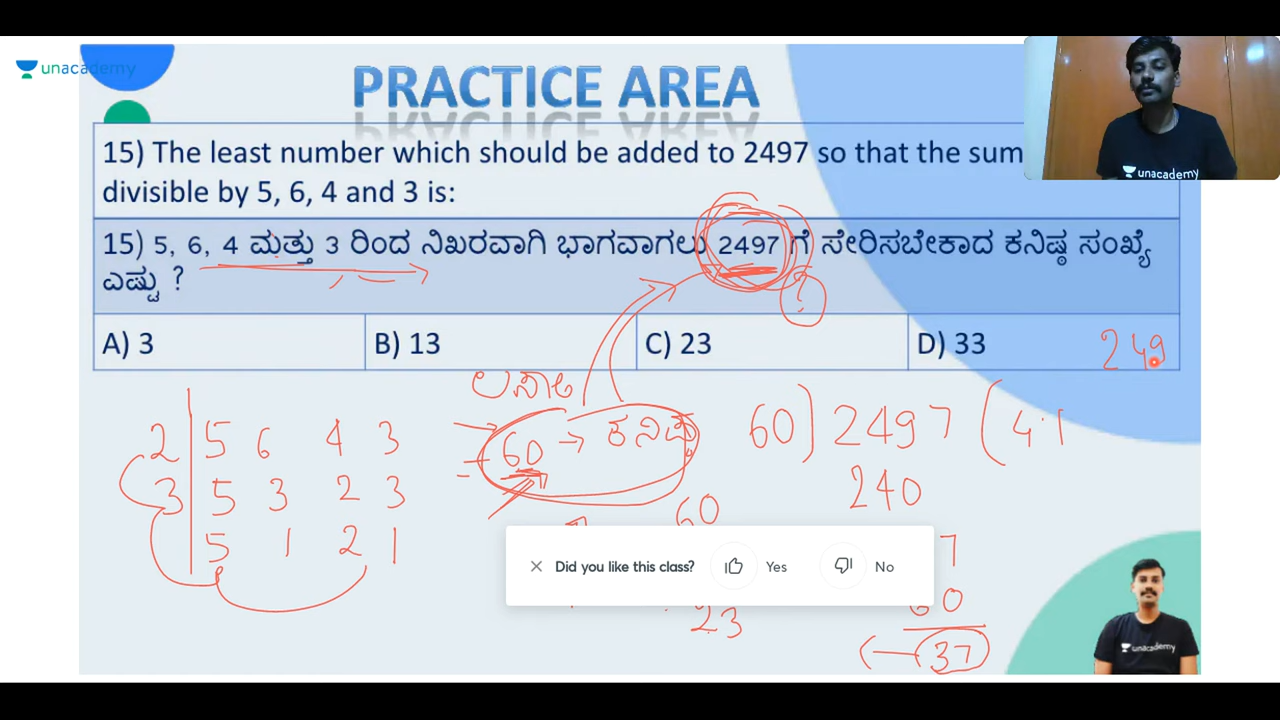 unacademy
PRACTICE AREA
15) The least number which should be added to 2497 so that the sum
divisible by 5, 6, 4 and 3 is:
unacademy
15) 5, 6, 4 ಮತ್ತು 3 ರಿಂದ ನಿಖರವಾಗಿ ಭಾಗವಾಗಲು 2497 ಗೆ ಸೇರಿಸಬೇಕಾದ ಕನಿಷ್ಠ ಸಂಖ್ಯೆ
ಎಷ್ಟು ?
?
A) 3 B) 13 C) 23 D) 33 249
ಲಸಾಅ
2 5 6 4 3
3 5 3 2 3
5 1 2 1
60 → ಕನಿಷ್ಠ
60) 2497 (41
240
60
7
60
37
23
Did you like this class? Yes No
unacademy